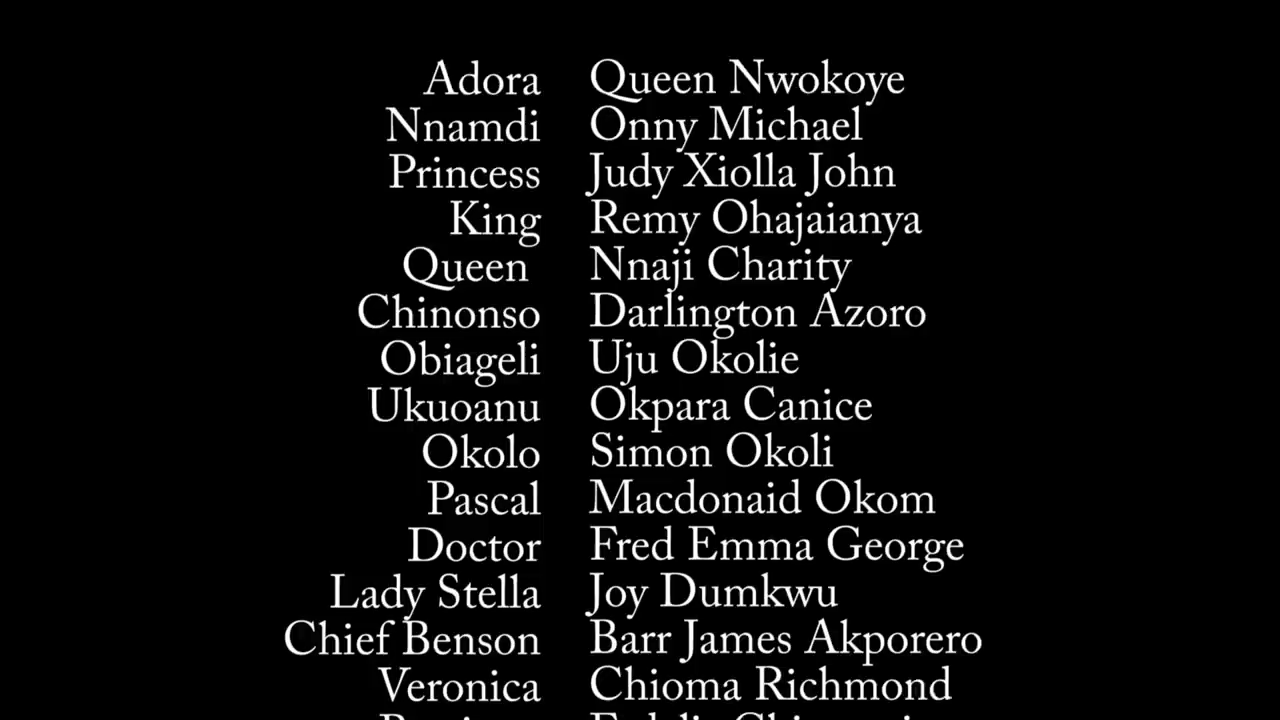 Adora Queen Nwokoye
Nnamdi Onny Michael
Princess Judy Xiolla John
King Remy Ohajaianya
Queen Nnaji Charity
Chinonso Darlington Azoro
Obiageli Uju Okolie
Ukuoanu Okpara Canice
Okolo Simon Okoli
Pascal Macdonaid Okom
Doctor Fred Emma George
Lady Stella Joy Dumkwu
Chief Benson Barr James Akporero
Veronica Chioma Richmond